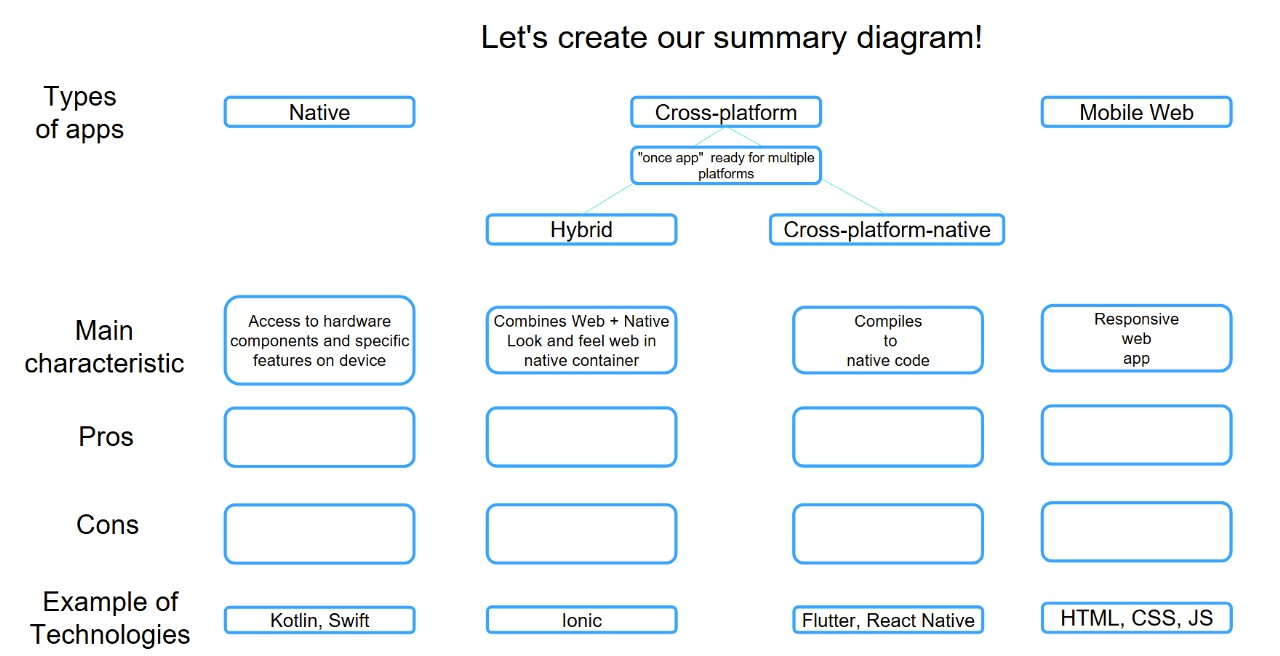 Let's create our summary diagram!
Types
of apps
Native
Cross-platform
Mobile Web
"once app"  ready for multiple
platforms
Hybrid
Cross-platform-native
Main
characteristic
Access to hardware
components and specific
features on device
Combines Web + Native
Look and feel web in
native container
Compiles
to
native code
Responsive
web
app
Pros
Cons
Example of
Technologies
Kotlin, Swift
Ionic
Flutter, React Native
HTML, CSS, JS